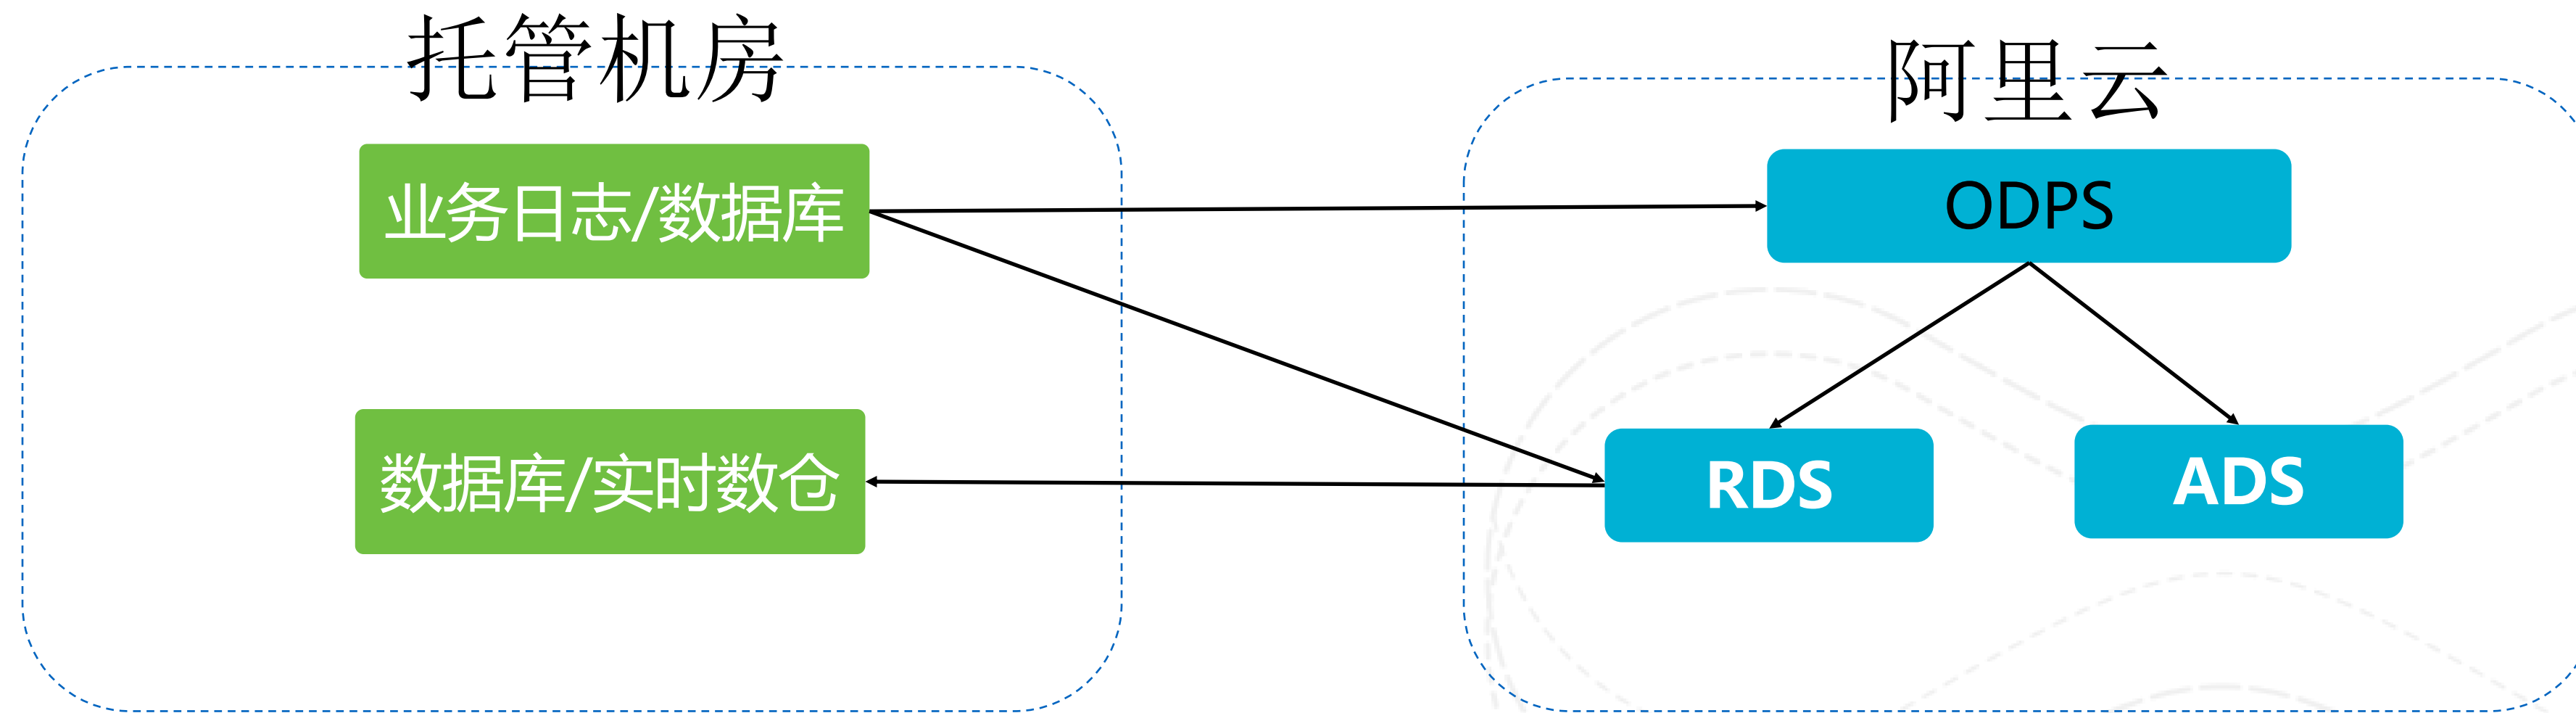 托管机房
阿里云
业务日志/数据库
ODPS
数据库/实时数仓
RDS
ADS